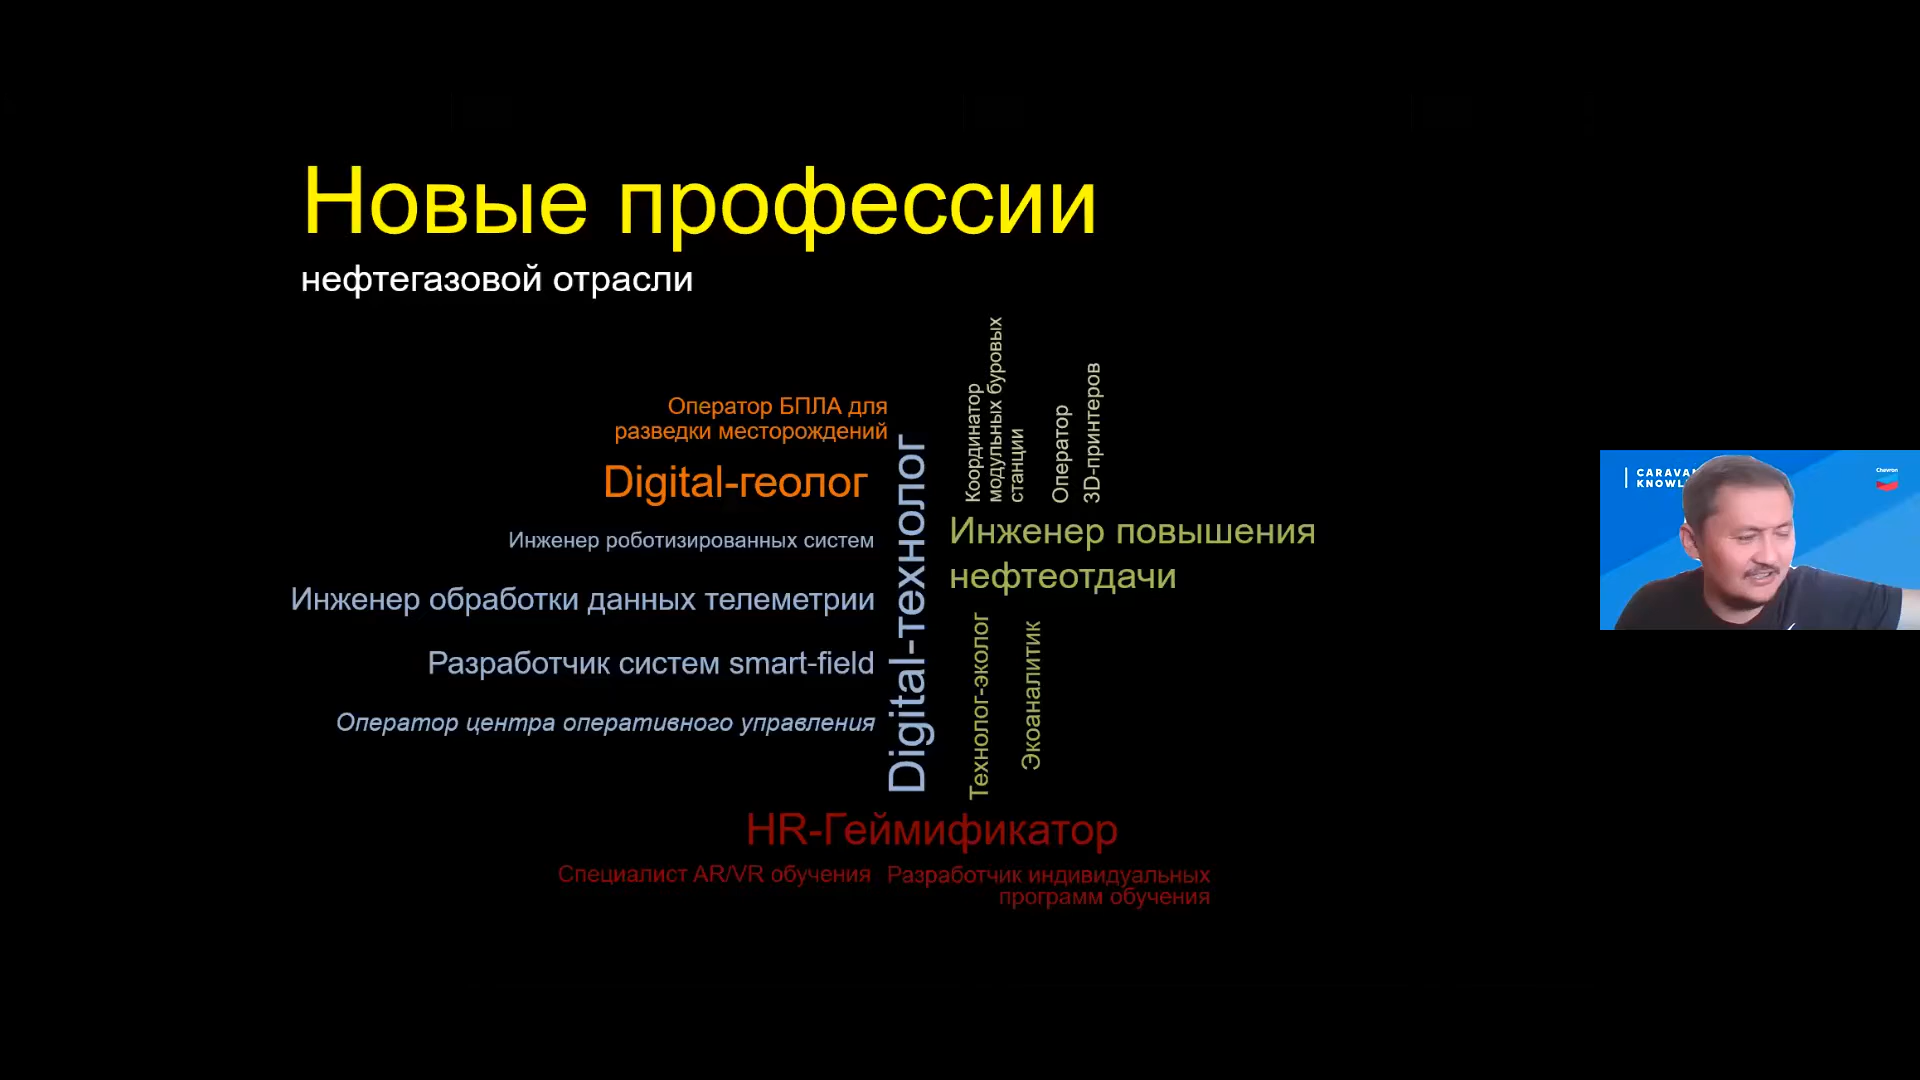 Новые профессии
нефтегазовой отрасли
Оператор БПЛА для
разведки месторождений
Digital-геолог
Инженер роботизированных систем
Инженер обработки данных телеметрии
Разработчик систем smart-field
Оператор центра оперативного управления
Digital-технолог
Координатор
модульных буровых
станции
Оператор
3D-принтеров
Инженер повышения
нефтеотдачи
Технолог-эколог
Экоаналитик
HR-Геймификатор
Специалист AR/VR обучения
Разработчик индивидуальных
программ обучения
Chevron